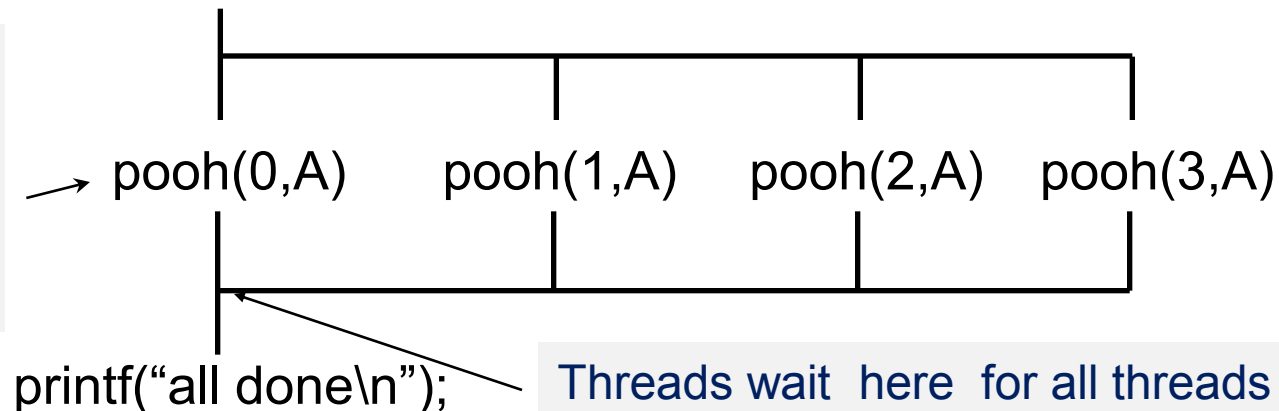 pooh(0,A) pooh(1,A) pooh(2,A) pooh(3,A)
printf(“all done\n”);
Threads wait here for all threads